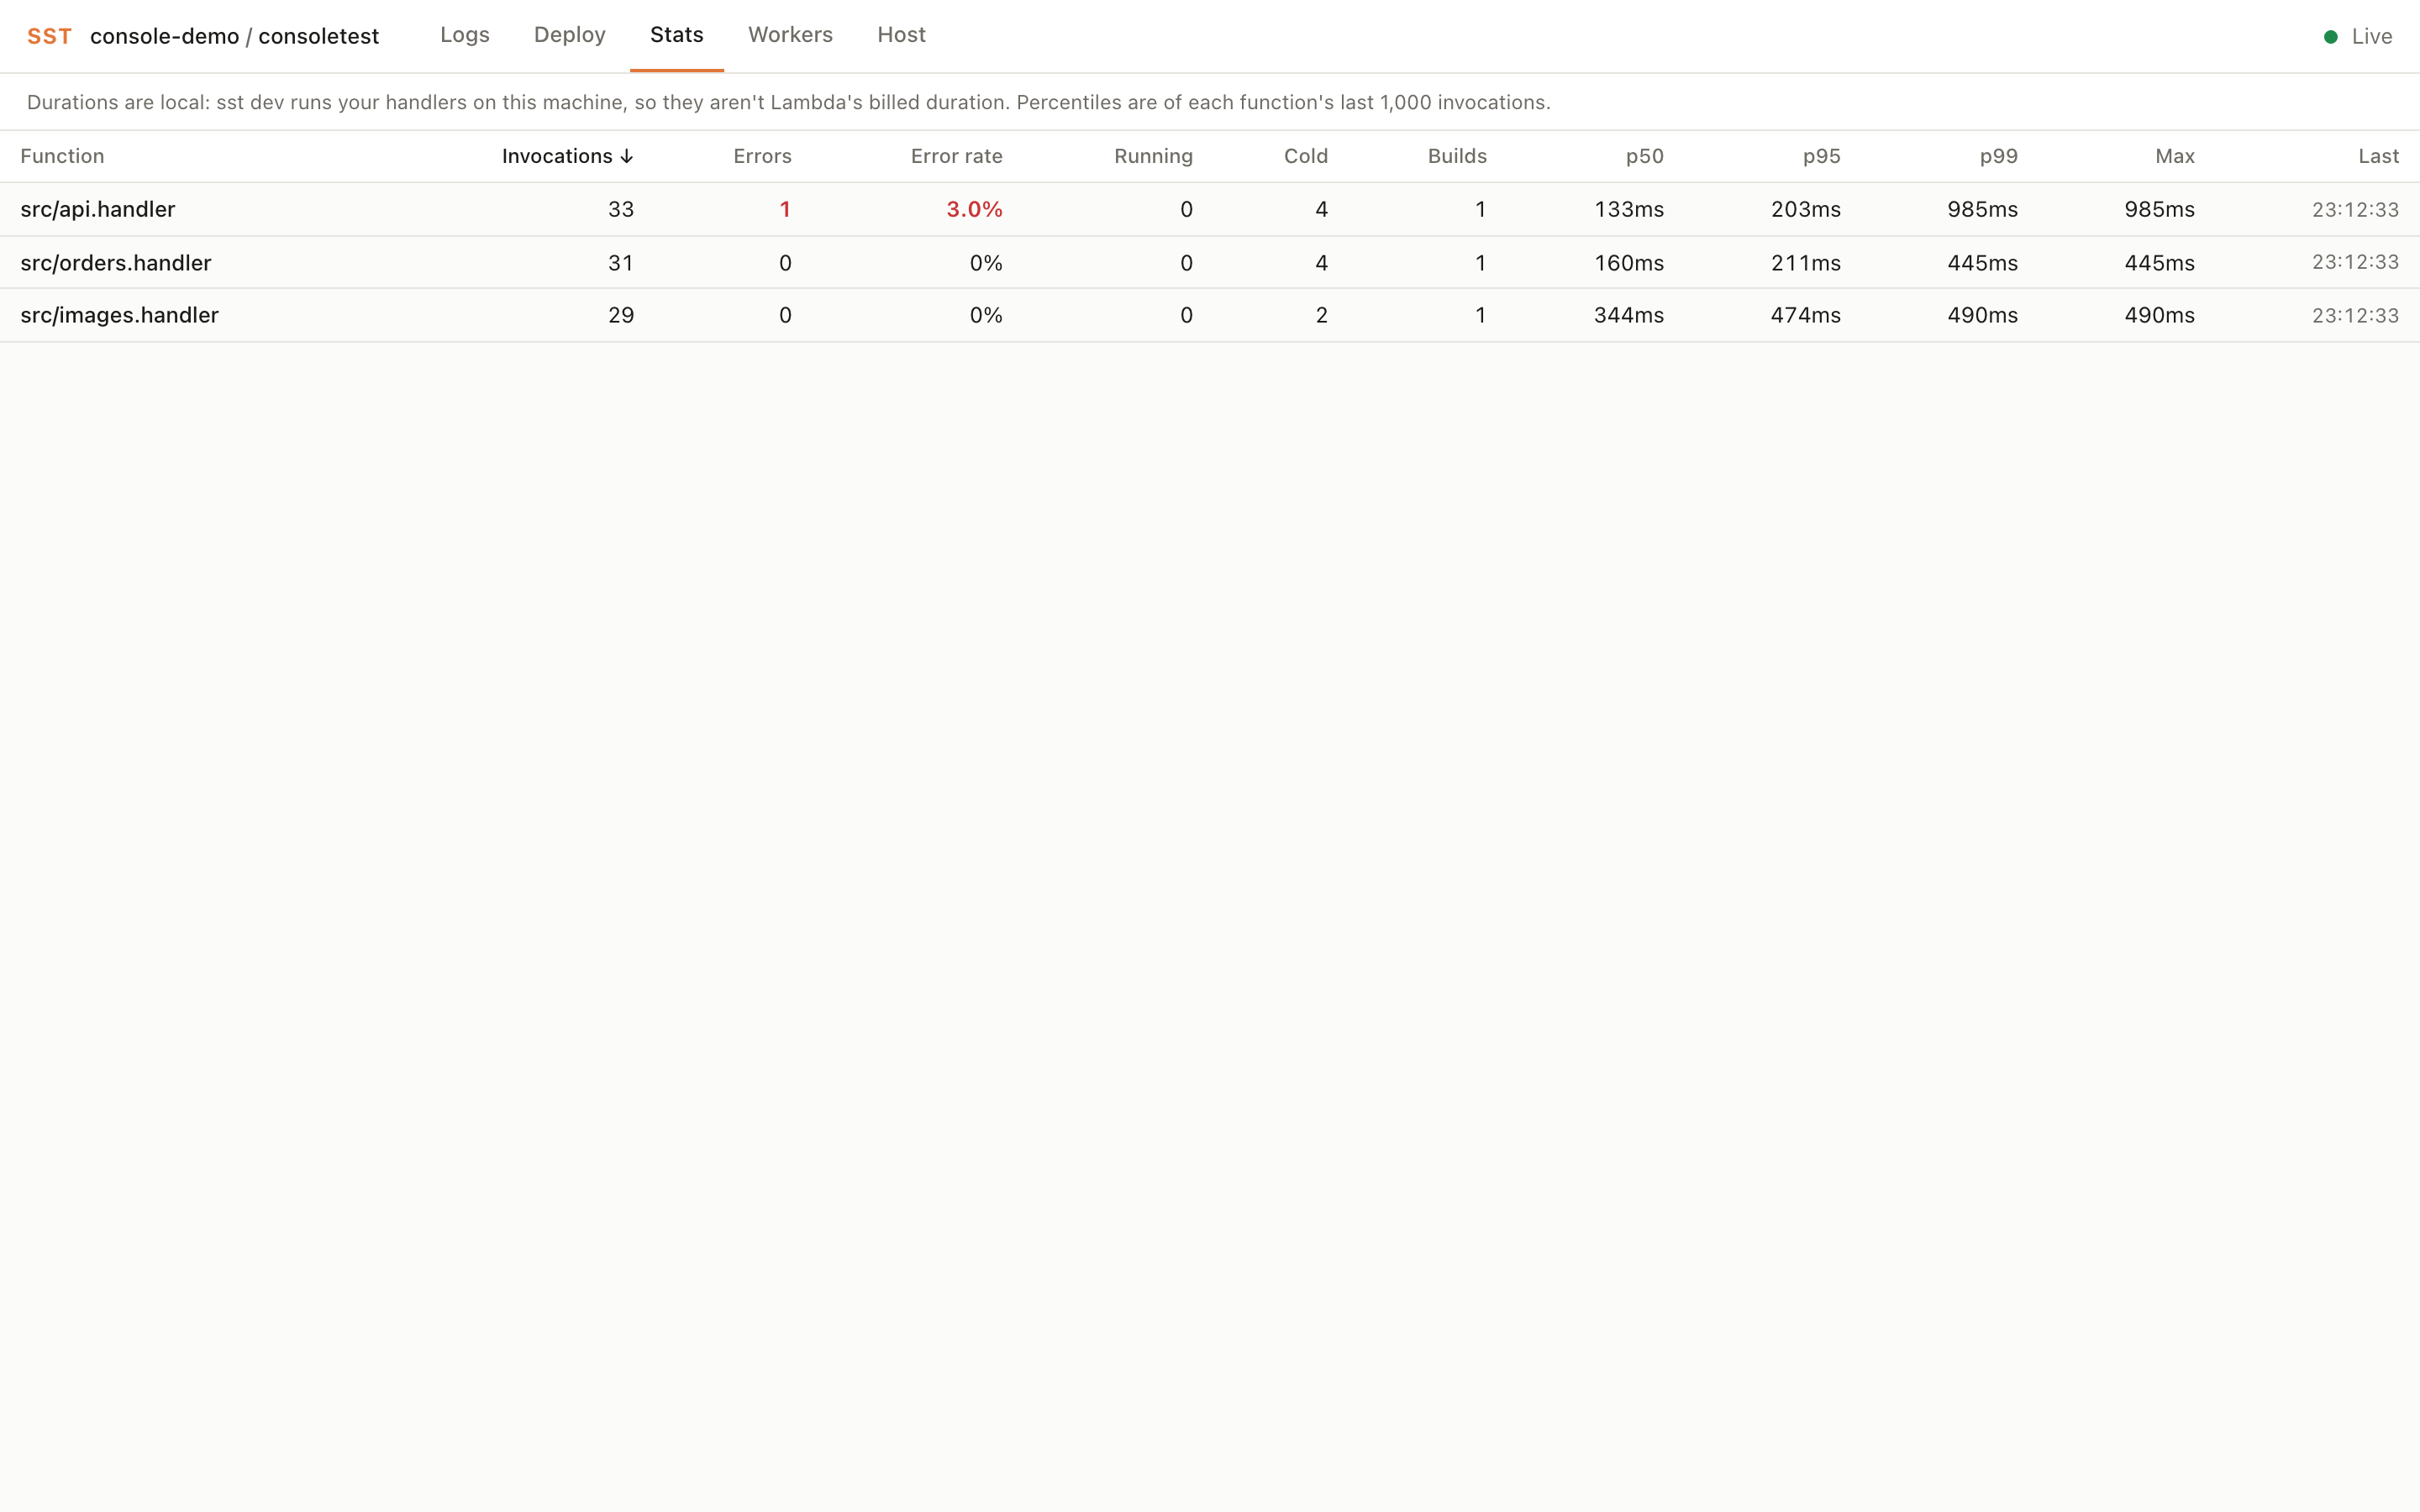 SST console-demo / consoletest Logs Deploy Stats Workers Host Live
Durations are local: sst dev runs your handlers on this machine, so they aren't Lambda's billed duration. Percentiles are of each function's last 1,000 invocations.
Function Invocations ↓ Errors Error rate Running Cold Builds p50 p95 p99 Max Last
src/api.handler 33 1 3.0% 0 4 1 133ms 203ms 985ms 985ms 23:12:33
src/orders.handler 31 0 0% 0 4 1 160ms 211ms 445ms 445ms 23:12:33
src/images.handler 29 0 0% 0 2 1 344ms 474ms 490ms 490ms 23:12:33